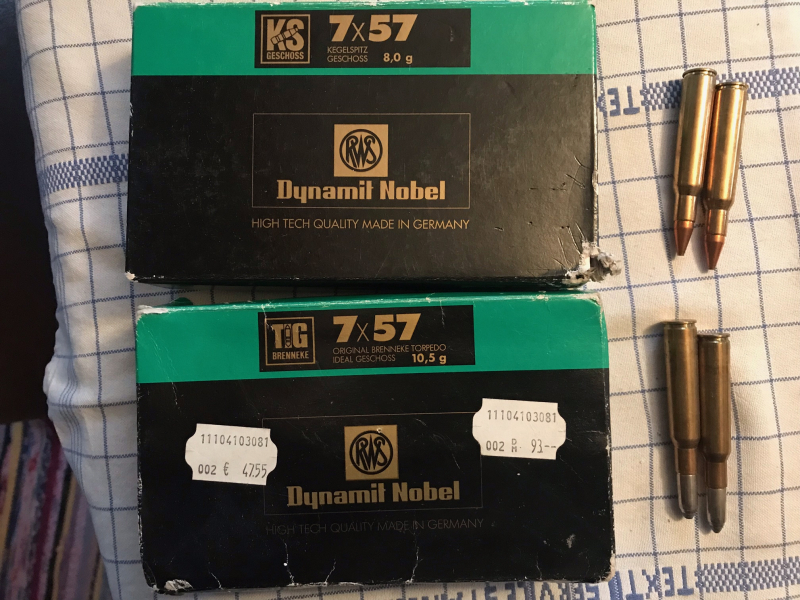 KS
GESCHOSS
7x57
KEGELSPITZ
GESCHOSS 8,0 g
RWS
Dynamit Nobel
HIGH TECH QUALITY MADE IN GERMANY
TIG
BRENNEKE
7x57
ORIGINAL BRENNEKE TORPEDO
IDEAL GESCHOSS 10,5 g
11104103081
002 € 47.55
11104103081
002 DM 93--
RWS
Dynamit Nobel
HIGH TECH QUALITY MADE IN GERMANY